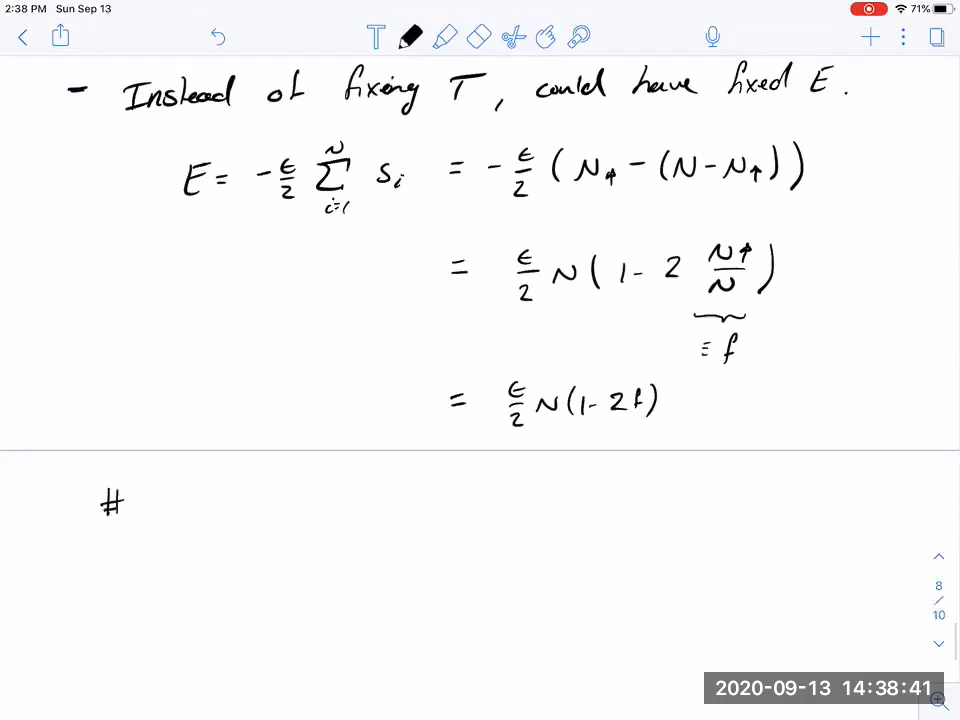 2:38 PM Sun Sep 13 71%
- Instead of fixing T, could have fixed E.
E = -ε/2 ∑_{i=1}^{N} s_i = -ε/2 (N↑ - (N - N↑))
= ε/2 N(1 - 2 N↑/N)
≡ f
= ε/2 N(1 - 2f)
#
8
/
10
2020-09-13 14:38:41